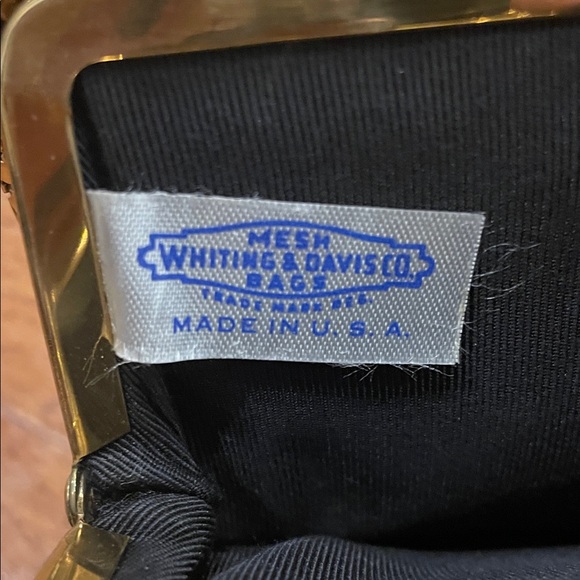 MESH
WHITING & DAVIS CO.
BAGS
TRADE MARK REG.
MADE IN U. S. A.